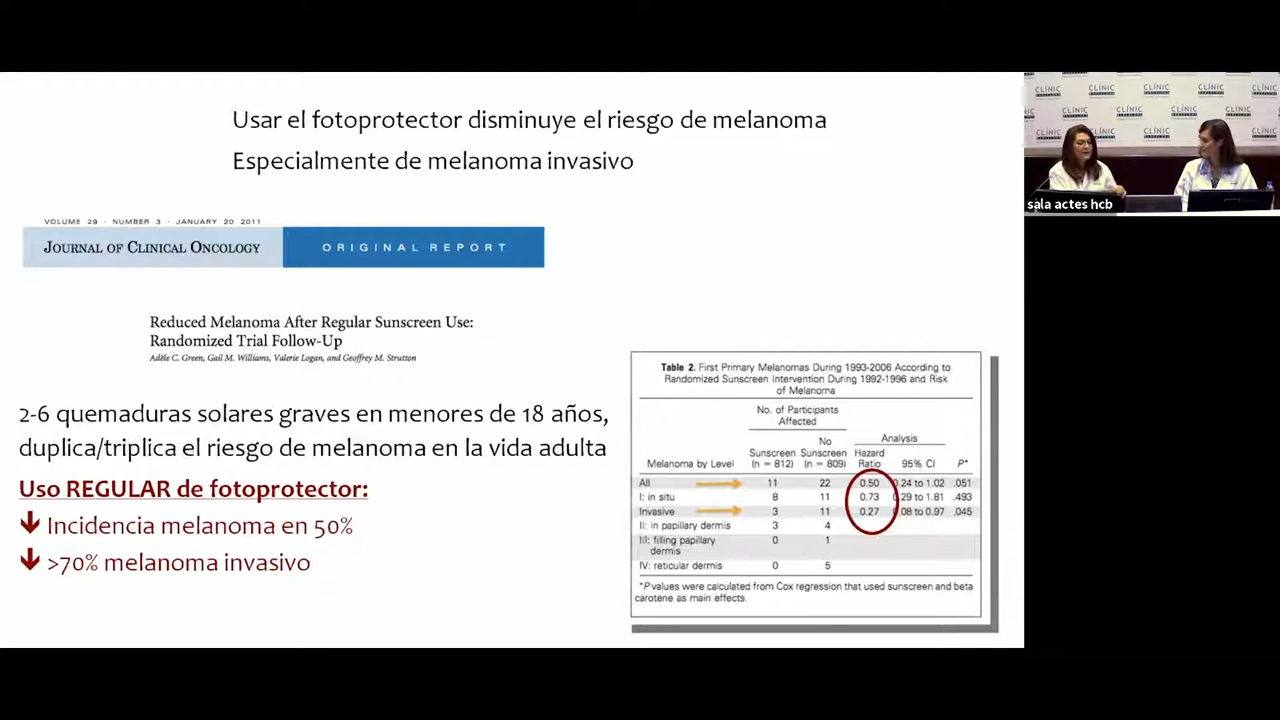 Usar el fotoprotector disminuye el riesgo de melanoma
Especialmente de melanoma invasivo
VOLUME 29 · NUMBER 3 · JANUARY 20 2011
JOURNAL OF CLINICAL ONCOLOGY
ORIGINAL REPORT
Reduced Melanoma After Regular Sunscreen Use:
Randomized Trial Follow-Up
Adèle C. Green, Gail M. Williams, Valerie Logan, and Geoffrey M. Strutton
2-6 quemaduras solares graves en menores de 18 años,
duplica/triplica el riesgo de melanoma en la vida adulta
Uso REGULAR de fotoprotector:
Incidencia melanoma en 50%
>70% melanoma invasivo
Table 2. First Primary Melanomas During 1993-2006 According to
Randomized Sunscreen Intervention During 1992-1996 and Risk
of Melanoma
No. of Participants
Affected
Analysis
Melanoma by Level
Sunscreen
(n = 812)
No
Sunscreen
(n = 809)
Hazard
Ratio
95% CI
P*
All 11 22 0.50 0.24 to 1.02 .051
I: in situ 8 11 0.73 0.29 to 1.81 .493
Invasive 3 11 0.27 0.08 to 0.97 .045
II: in papillary dermis 3 4
III: filling papillary
dermis 0 1
IV: reticular dermis 0 5
*P values were calculated from Cox regression that used sunscreen and beta
carotene as main effects.
CLÍNIC
BARCELONA
sala actes hcb